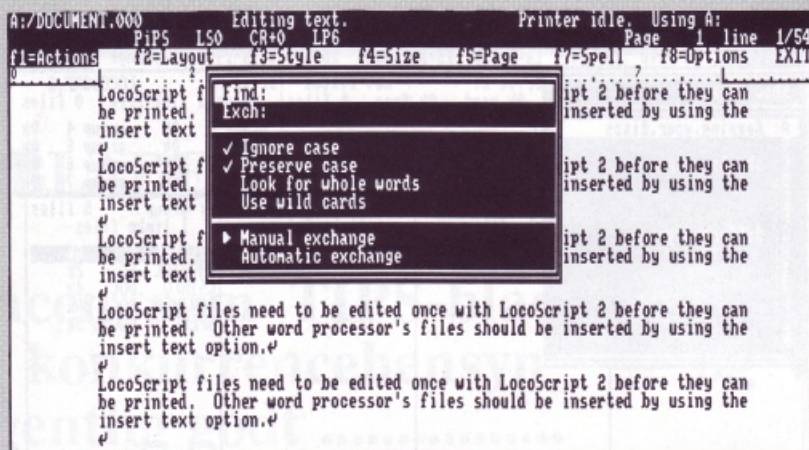 A:/DOCUMENT.000 Editing text. Printer idle. Using A:
PiPS LS0 CR+0 LP6 Page 1 line 1/54
f1=Actions f2=Layout f3=Style f4=Size f5=Page f7=Spell f8=Options EXIT
LocoScript f ipt 2 before they can
be printed. inserted by using the
insert text
LocoScript f ipt 2 before they can
be printed. inserted by using the
insert text
LocoScript f ipt 2 before they can
be printed. inserted by using the
insert text
Find:
Exch:
✓ Ignore case
✓ Preserve case
Look for whole words
Use wild cards
▶ Manual exchange
Automatic exchange
LocoScript files need to be edited once with LocoScript 2 before they can
be printed. Other word processor's files should be inserted by using the
insert text option.↵
↵
LocoScript files need to be edited once with LocoScript 2 before they can
be printed. Other word processor's files should be inserted by using the
insert text option.↵
↵